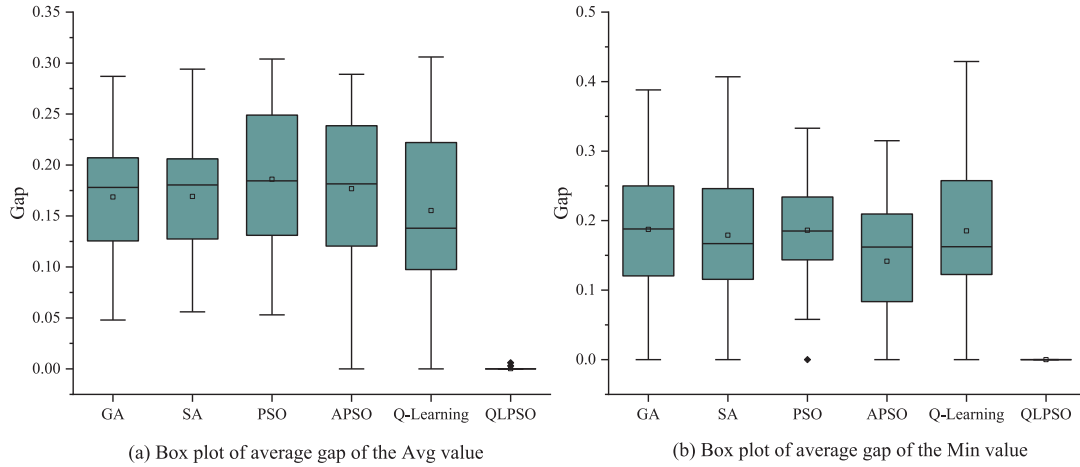 0.35
0.30
0.25
0.20
0.15
0.10
0.05
0.00
Gap
GA SA PSO APSO Q-Learning QLPSO
(a) Box plot of average gap of the Avg value
0.5
0.4
0.3
0.2
0.1
0.0
Gap
GA SA PSO APSO Q-Learning QLPSO
(b) Box plot of average gap of the Min value